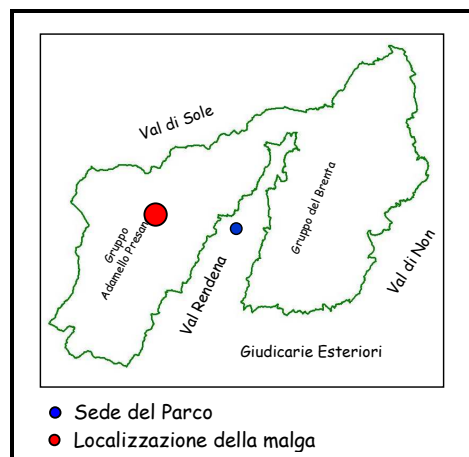 Val di Sole
Gruppo
Adamello Presan
Gruppo del Brenta
Val Rendena
Val di Non
Giudicarie Esteriori
Sede del Parco
Localizzazione della malga